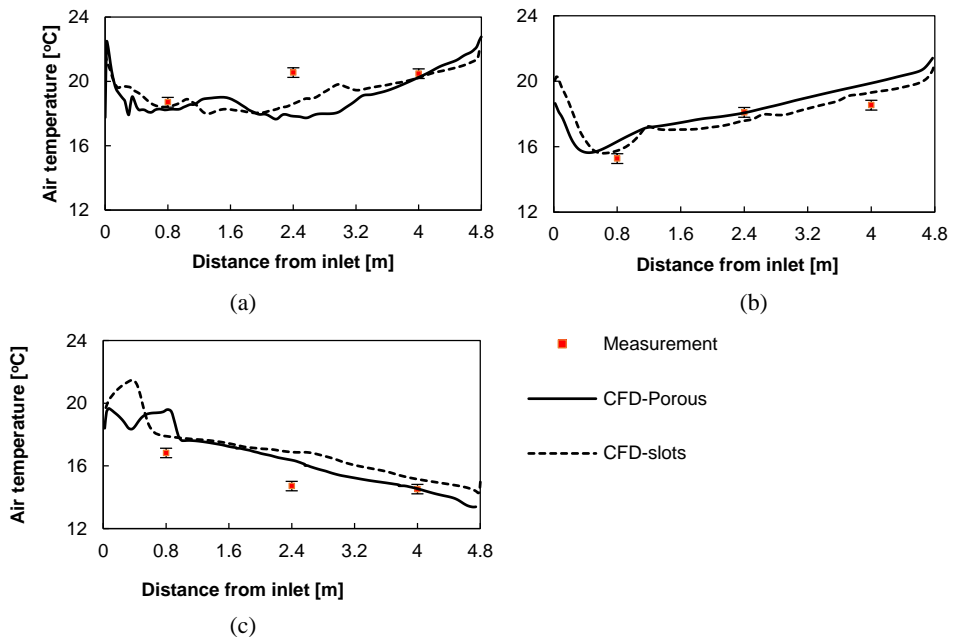 24
20
16
12
Air temperature [°C]
0 0.8 1.6 2.4 3.2 4 4.8
Distance from inlet [m]
(a)
24
20
16
12
0 0.8 1.6 2.4 3.2 4 4.8
Distance from inlet [m]
(b)
24
20
16
12
Air temperature [°C]
0 0.8 1.6 2.4 3.2 4 4.8
Distance from inlet [m]
(c)
Measurement
CFD-Porous
CFD-slots